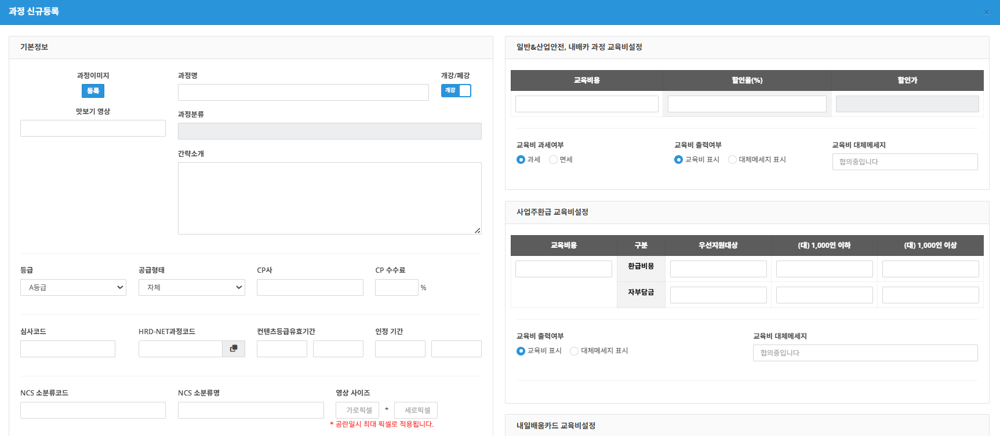 과정 신규등록
×
기본정보
과정이미지
등록
맛보기 영상
과정명
개강/폐강
개강
과정분류
간략소개
등급
공급형태
CP사
CP 수수료
A등급
자체
%
심사코드
HRD-NET과정코드
컨텐츠등급유효기간
인정 기간
NCS 소분류코드
NCS 소분류명
영상 사이즈
가로픽셀 * 세로픽셀
* 공란일시 최대 픽셀로 적용됩니다.
일반&산업안전, 내배카 과정 교육비설정
교육비용
할인율(%)
할인가
교육비 과세여부
교육비 출력여부
교육비 대체메세지
과세
면세
교육비 표시
대체메세지 표시
협의중입니다
사업주환급 교육비설정
교육비용
구분
우선지원대상
(대) 1,000인 이하
(대) 1,000인 이상
환급비용
자부담금
교육비 출력여부
교육비 대체메세지
교육비 표시
대체메세지 표시
협의중입니다
내일배움카드 교육비설정